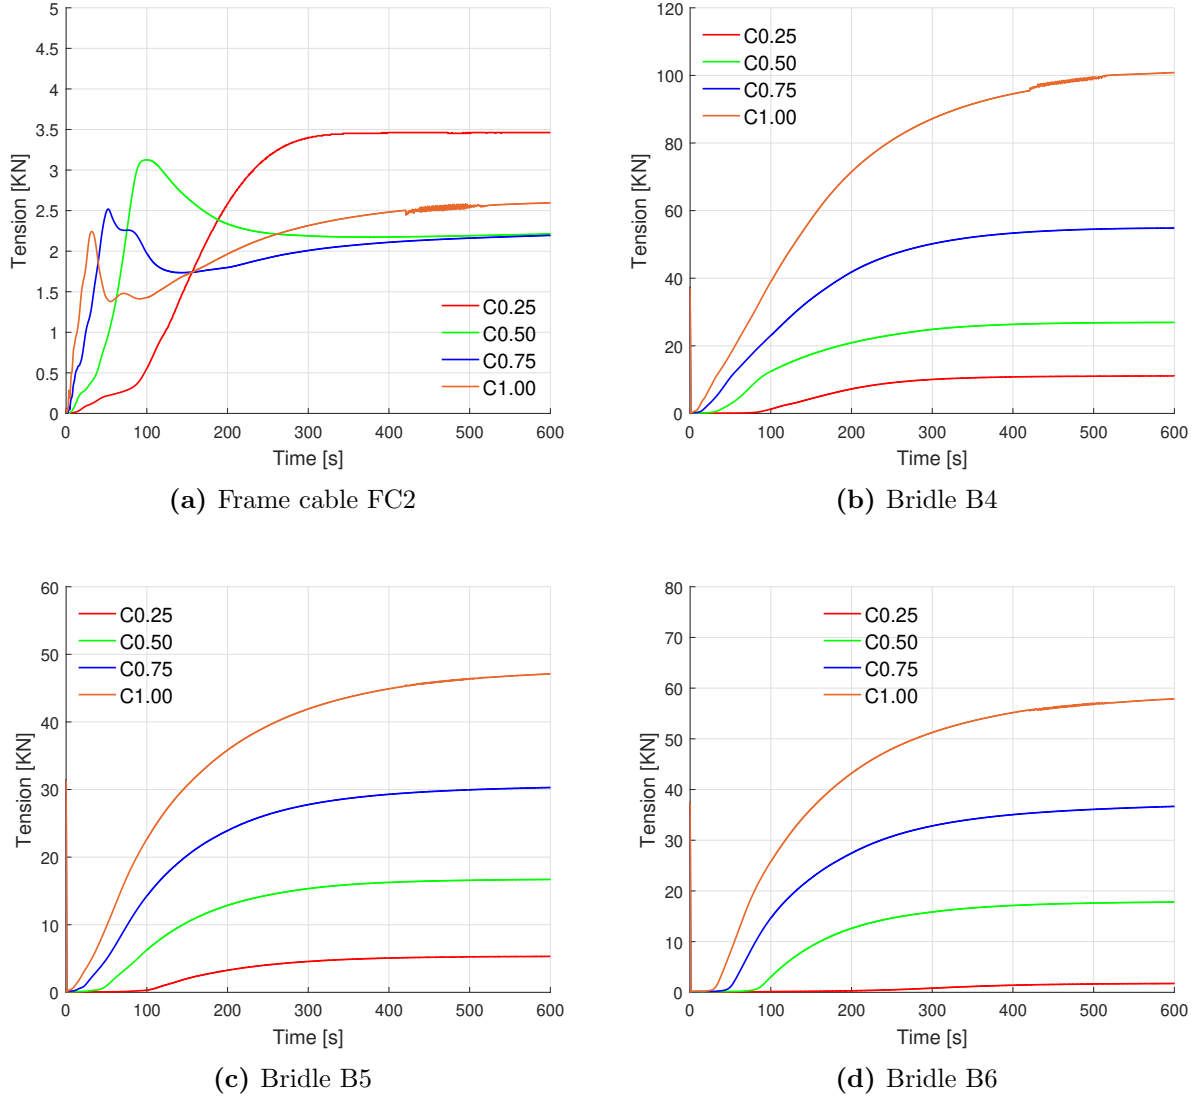 Tension [KN]
5
4.5
4
3.5
3
2.5
2
1.5
1
0.5
0
0 100 200 300 400 500 600
Time [s]
C0.25
C0.50
C0.75
C1.00
(a) Frame cable FC2
Tension [KN]
120
100
80
60
40
20
0
0 100 200 300 400 500 600
Time [s]
C0.25
C0.50
C0.75
C1.00
(b) Bridle B4
Tension [KN]
60
50
40
30
20
10
0
0 100 200 300 400 500 600
Time [s]
C0.25
C0.50
C0.75
C1.00
(c) Bridle B5
Tension [KN]
80
70
60
50
40
30
20
10
0
0 100 200 300 400 500 600
Time [s]
C0.25
C0.50
C0.75
C1.00
(d) Bridle B6